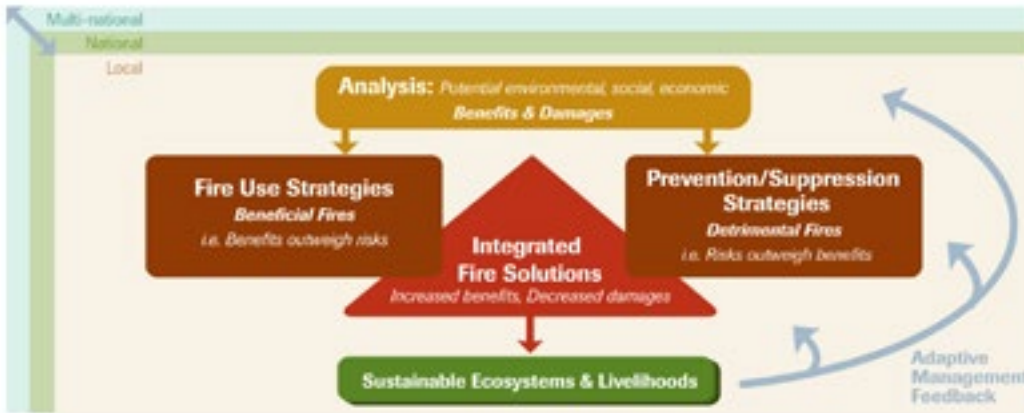 Multi-national
National
Local
Analysis: Potential environmental, social, economic
Benefits & Damages
Fire Use Strategies
Beneficial Fires
i.e. Benefits outweigh risks
Prevention/Suppression
Strategies
Detrimental Fires
i.e. Risks outweigh benefits
Integrated
Fire Solutions
Increased benefits, Decreased damages
Sustainable Ecosystems & Livelihoods
Adaptive
Management
Feedback